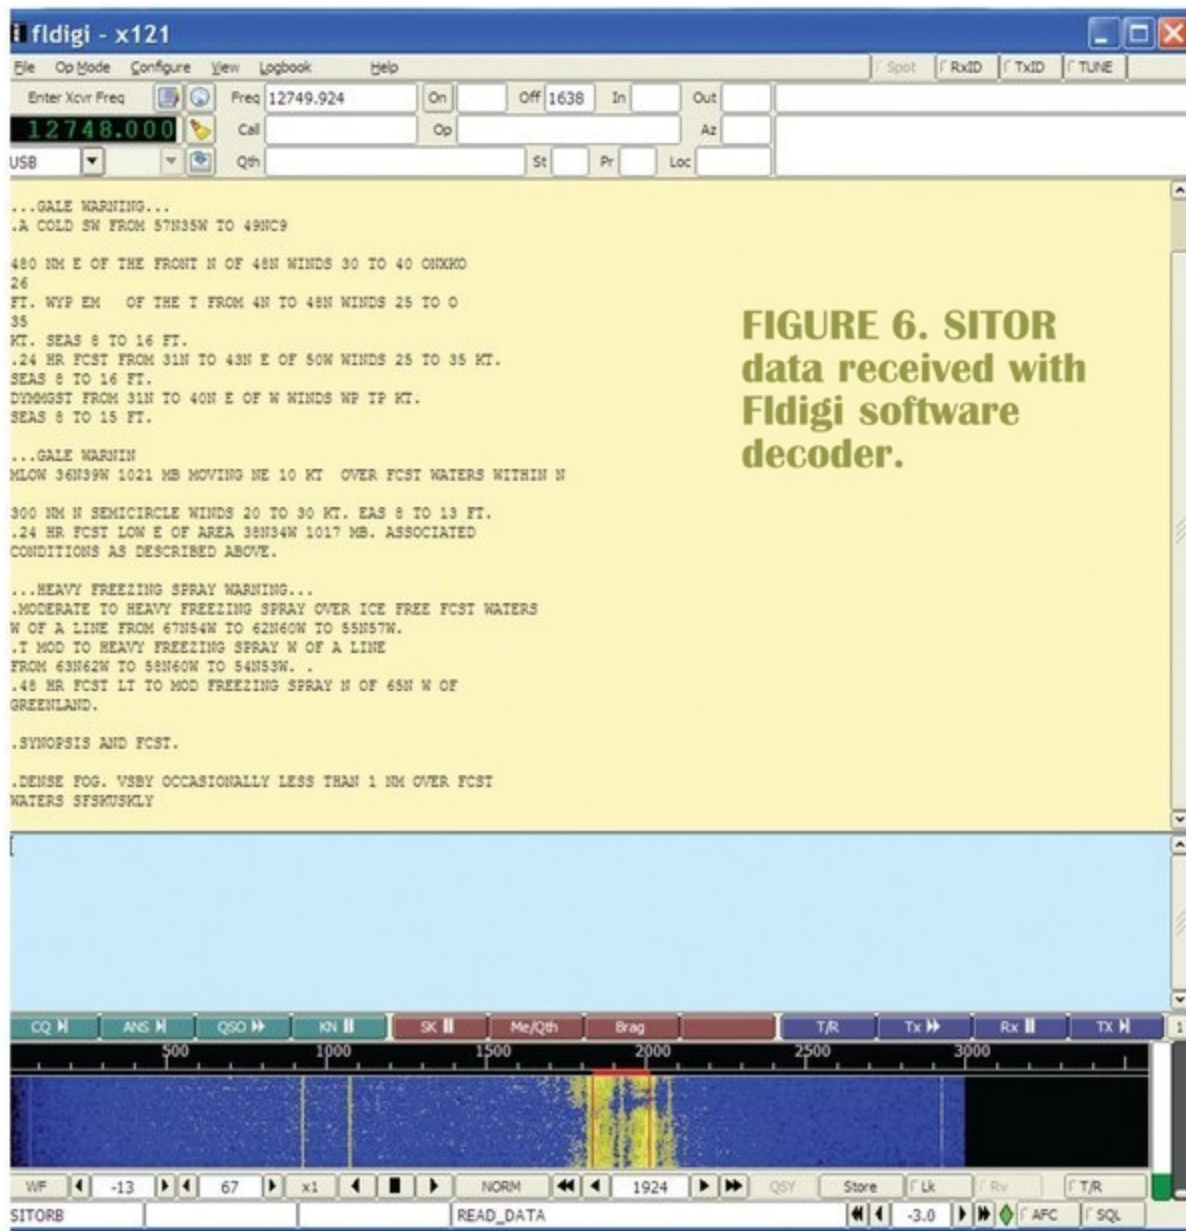 fldigi - x121
File Op Mode Configure View Logbook Help Spot RxID TxID TUNE
Enter Xcvr Freq Freq 12749.924 On Off 1638 In Out
12748.000 Call Op Az
USB Qth St Pr Loc
...GALE WARNING...
.A COLD SW FROM 57N35W TO 49NC9
480 NM E OF THE FRONT N OF 48N WINDS 30 TO 40 ONXKO
26
FT. WYP EM OF THE T FROM 4N TO 48N WINDS 25 TO O
35
KT. SEAS 8 TO 16 FT.
.24 HR FCST FROM 31N TO 43N E OF 50W WINDS 25 TO 35 KT.
SEAS 8 TO 16 FT.
DYMMGST FROM 31N TO 40N E OF W WINDS WP TP KT.
SEAS 8 TO 15 FT.
...GALE WARNIN
MLOW 36N39W 1021 MB MOVING NE 10 KT OVER FCST WATERS WITHIN N
300 NM N SEMICIRCLE WINDS 20 TO 30 KT. EAS 8 TO 13 FT.
.24 HR FCST LOW E OF AREA 38N34W 1017 MB. ASSOCIATED
CONDITIONS AS DESCRIBED ABOVE.
...HEAVY FREEZING SPRAY WARNING...
.MODERATE TO HEAVY FREEZING SPRAY OVER ICE FREE FCST WATERS
W OF A LINE FROM 67N54W TO 62N60W TO 55N57W.
.T MOD TO HEAVY FREEZING SPRAY W OF A LINE
FROM 63N62W TO 58N60W TO 54N53W. .
.48 HR FCST LT TO MOD FREEZING SPRAY N OF 65N W OF
GREENLAND.
.SYNOPSIS AND FCST.
.DENSE FOG. VSBY OCCASIONALLY LESS THAN 1 NM OVER FCST
WATERS SFSKUSKLY
FIGURE 6. SITOR
data received with
Fldigi software
decoder.
CQ ANS QSO KN SK Me/Qth Brag T/R Tx Rx TX 1
500 1000 1500 2000 2500 3000
WF -13 67 x1 NORM 1924 QSY Store Lk Rv T/R
SITORB READ_DATA -3.0 AFC SQL